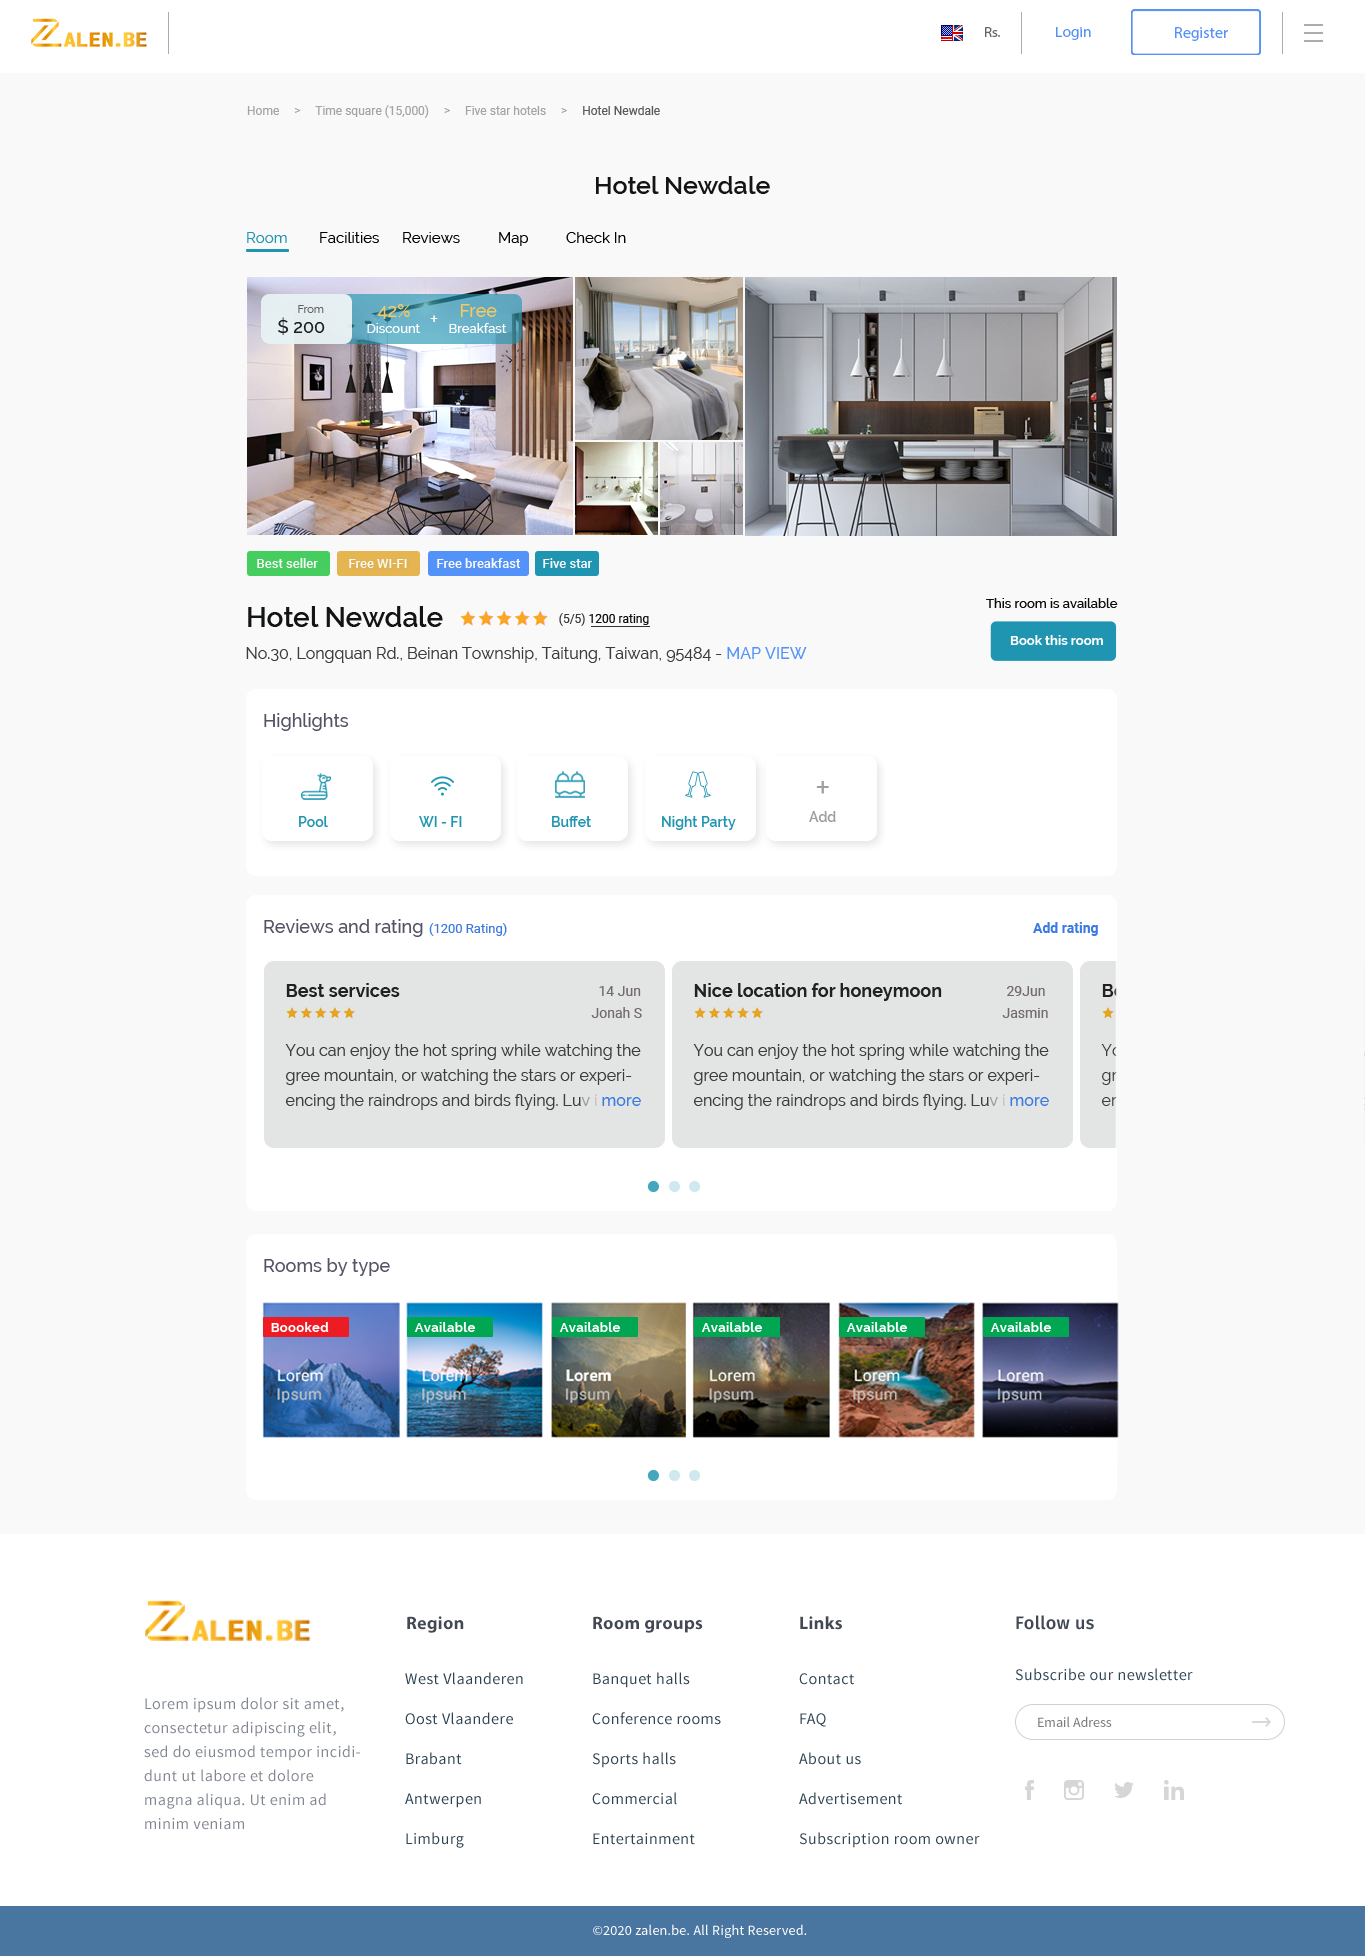 ZALEN.BE
Rs.
Login
Register
Home > Time square (15,000) > Five star hotels > Hotel Newdale
Hotel Newdale
Room Facilities Reviews Map Check In
From
$ 200
42%
Discount
+
Free
Breakfast
Best seller
Free WI-FI
Free breakfast
Five star
This room is available
Hotel Newdale
(5/5) 1200 rating
Book this room
No.30, Longquan Rd., Beinan Township, Taitung, Taiwan, 95484 - MAP VIEW
Highlights
Pool
WI - FI
Buffet
Night Party
+
Add
Reviews and rating (1200 Rating)
Add rating
Best services
14 Jun
Jonah S
You can enjoy the hot spring while watching the
gree mountain, or watching the stars or experi-
encing the raindrops and birds flying. Luv i more
Nice location for honeymoon
29Jun
Jasmin
You can enjoy the hot spring while watching the
gree mountain, or watching the stars or experi-
encing the raindrops and birds flying. Luv i more
Rooms by type
Boooked
Lorem
Ipsum
Available
Lorem
Ipsum
Available
Lorem
Ipsum
Available
Lorem
Ipsum
Available
Lorem
Ipsum
Available
Lorem
Ipsum
ZALEN.BE
Lorem ipsum dolor sit amet,
consectetur adipiscing elit,
sed do eiusmod tempor incidi-
dunt ut labore et dolore
magna aliqua. Ut enim ad
minim veniam
Region
West Vlaanderen
Oost Vlaandere
Brabant
Antwerpen
Limburg
Room groups
Banquet halls
Conference rooms
Sports halls
Commercial
Entertainment
Links
Contact
FAQ
About us
Advertisement
Subscription room owner
Follow us
Subscribe our newsletter
Email Adress
©2020 zalen.be. All Right Reserved.